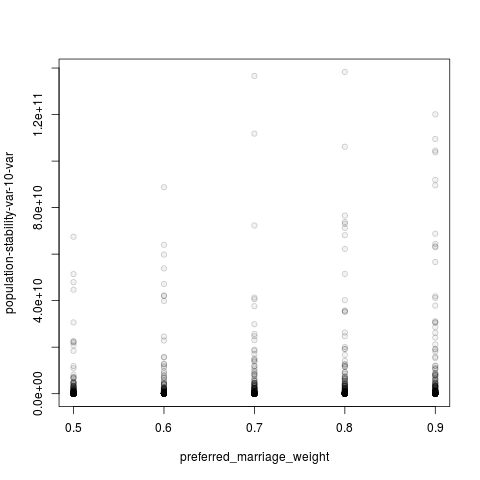 population-stability-var-10-var
1.2e+11
8.0e+10
4.0e+10
0.0e+00
0.5 0.6 0.7 0.8 0.9
preferred_marriage_weight